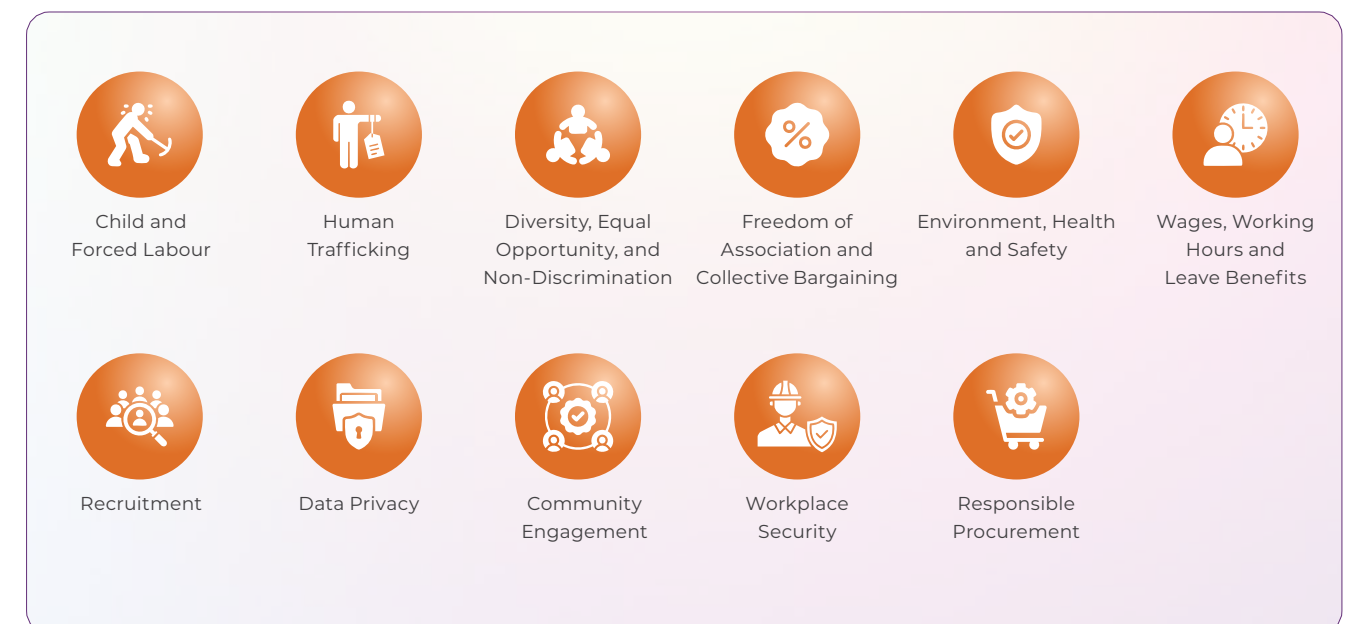 Child and
Forced Labour
Human
Trafficking
Diversity, Equal
Opportunity, and
Non-Discrimination
Freedom of
Association and
Collective Bargaining
Environment, Health
and Safety
Wages, Working
Hours and
Leave Benefits
Recruitment
Data Privacy
Community
Engagement
Workplace
Security
Responsible
Procurement